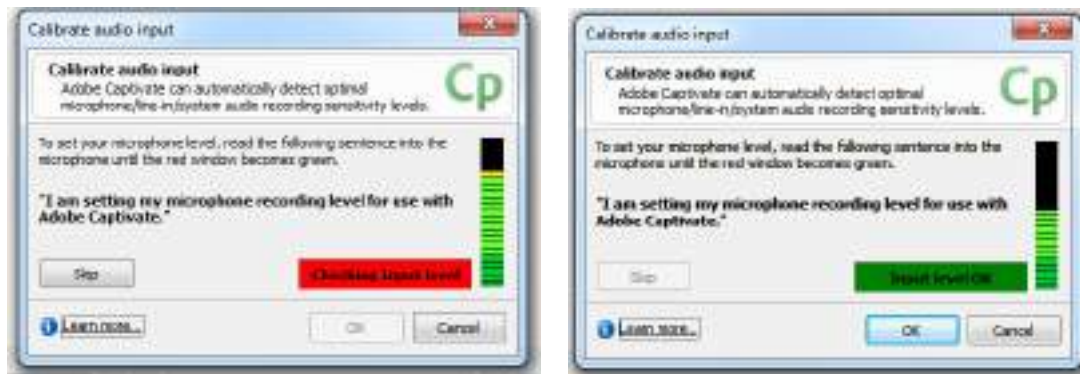 Calibrate audio input
Calibrate audio input
Cp
Adobe Captivate can automatically detect optimal
microphone/line-in/system audio recording sensitivity levels.
To set your microphone level, read the following sentence into the
microphone until the red window becomes green.
"I am setting my microphone recording level for use with
Adobe Captivate."
Skip
Checking input level
Learn more...
OK
Cancel
Calibrate audio input
Calibrate audio input
Cp
Adobe Captivate can automatically detect optimal
microphone/line-in/system audio recording sensitivity levels.
To set your microphone level, read the following sentence into the
microphone until the red window becomes green.
"I am setting my microphone recording level for use with
Adobe Captivate."
Skip
Input level OK
Learn more...
OK
Cancel